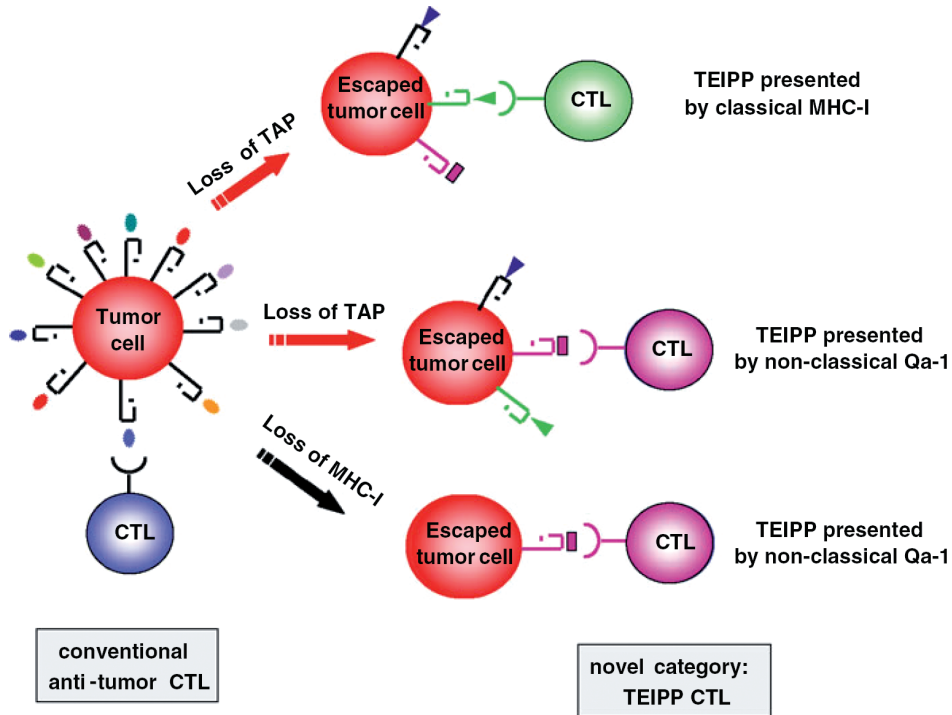 Escaped
tumor cell
CTL
TEIPP presented
by classical MHC-I
Loss of TAP
Tumor
cell
Loss of TAP
Escaped
tumor cell
CTL
TEIPP presented
by non-classical Qa-1
Loss of MHC-I
CTL
Escaped
tumor cell
CTL
TEIPP presented
by non-classical Qa-1
conventional
anti-tumor CTL
novel category:
TEIPP CTL